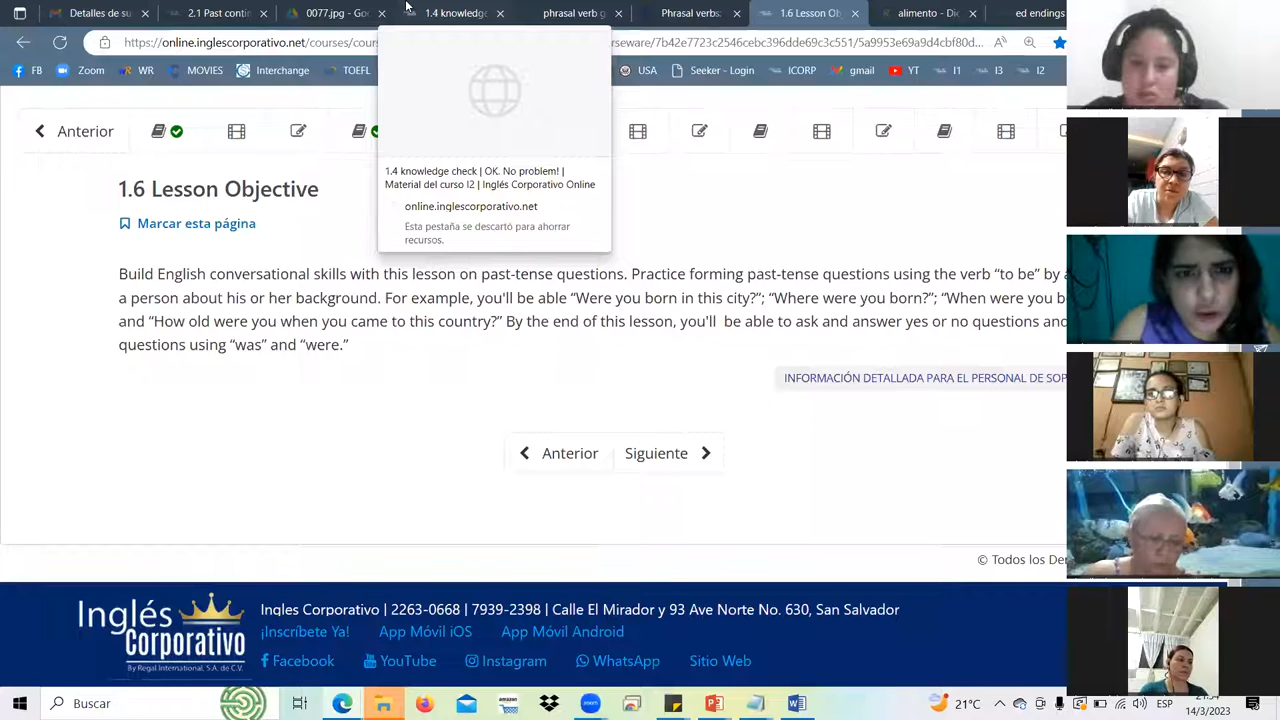 Details
2.1 Past contin
0077.jpg - Goo
1.4 knowledge
phrasal verb g
Phrasal verbs:
1.6 Lesson Ob
alimento - Dic
ed endings
https://online.inglescorporativo.net/courses/cours
seware/7b42e7723c2546cebc396dde69c3c551/5a9953e69a9d4cbf80d...
FB
Zoom
WR
MOVIES
Interchange
TOEFL
USA
Seeker - Login
ICORP
gmail
YT
I1
I3
I2
Anterior
1.4 knowledge check | OK. No problem! |
Material del curso I2 | Inglés Corporativo Online
online.inglescorporativo.net
Esta pestaña se descartó para ahorrar
recursos.
1.6 Lesson Objective
Marcar esta página
Build English conversational skills with this lesson on past-tense questions. Practice forming past-tense questions using the verb “to be” by a
a person about his or her background. For example, you'll be able “Were you born in this city?”; “Where were you born?”; “When were you b
and “How old were you when you came to this country?” By the end of this lesson, you'll be able to ask and answer yes or no questions and
questions using “was” and “were.”
INFORMACIÓN DETALLADA PARA EL PERSONAL DE SOP
Anterior
Siguiente
© Todos los De
Inglés
Corporativo
By Regal International, S.A. de C.V.
Ingles Corporativo | 2263-0668 | 7939-2398 | Calle El Mirador y 93 Ave Norte No. 630, San Salvador
¡Inscríbete Ya!
App Móvil iOS
App Móvil Android
Facebook
YouTube
Instagram
WhatsApp
Sitio Web
Buscar
21°C
ESP
14/3/2023